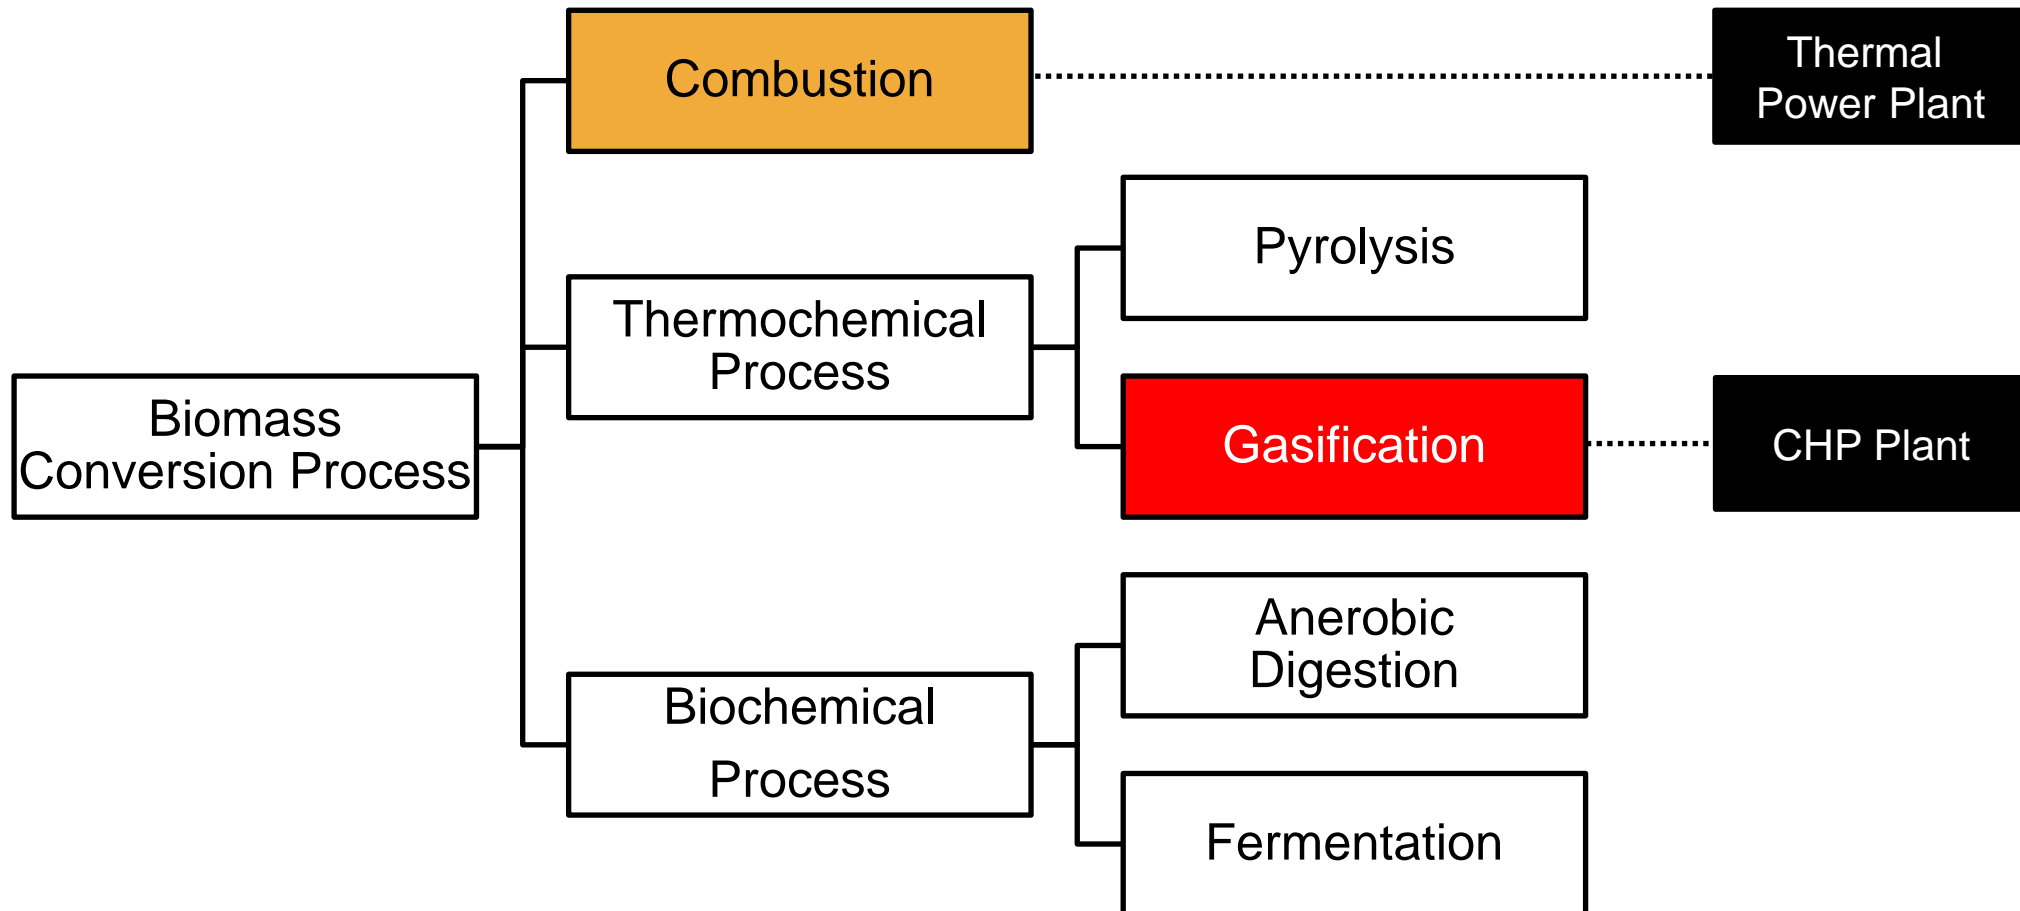 Combustion
Thermal
Power Plant
Pyrolysis
Thermochemical
Process
Biomass
Conversion Process
Gasification
CHP Plant
Anerobic
Digestion
Biochemical
Process
Fermentation